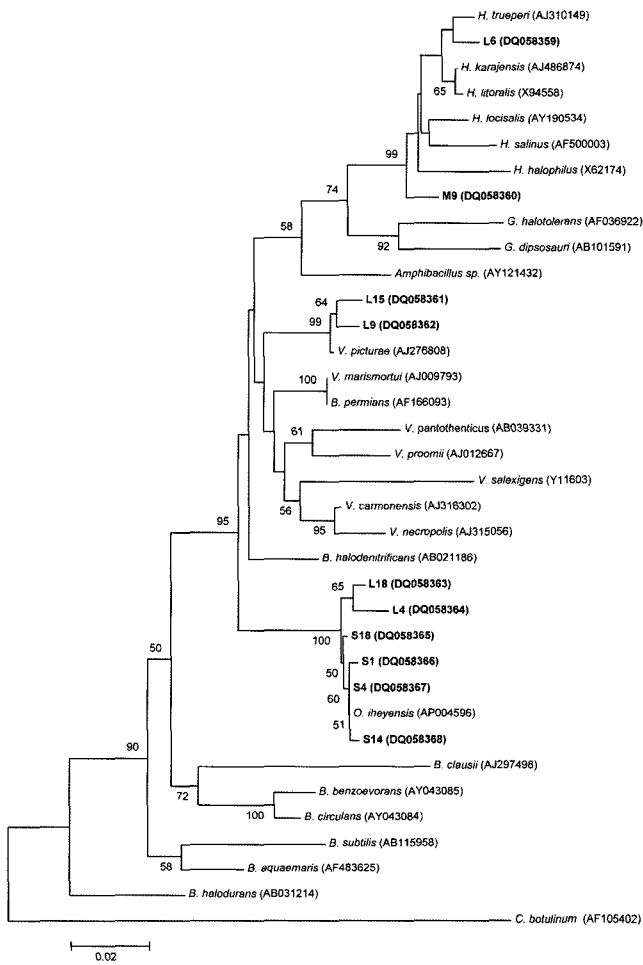 H. trueperi (AJ310149)
L6 (DQ058359)
H. karajensis (AJ486874)
65
H. litoralis (X94558)
H. locisalis (AY190534)
99
H. salinus (AF500003)
H. halophilus (X62174)
74
M9 (DQ058360)
58
G. halotolerans (AF036922)
92
G. dipsosauri (AB101591)
Amphibacillus sp. (AY121432)
64
L15 (DQ058361)
99
L9 (DQ058362)
V. picturae (AJ276808)
100
V. marismortui (AJ009793)
B. permians (AF166093)
61
V. pantothenticus (AB039331)
V. proomii (AJ012667)
V. salexigens (Y11603)
56
V. carmonensis (AJ316302)
95
V. necropolis (AJ315056)
95
B. halodenitrificans (AB021186)
65
L18 (DQ058363)
L4 (DQ058364)
100
S18 (DQ058365)
S1 (DQ058366)
50
S4 (DQ058367)
60
O. iheyensis (AP004596)
51
S14 (DQ058368)
50
90
B. clausii (AJ297498)
72
B. benzoevorans (AY043085)
100
B. circulans (AY043084)
B. subtilis (AB115958)
58
B. aquaemaris (AF483625)
B. halodurans (AB031214)
C. botulinum (AF105402)
0.02